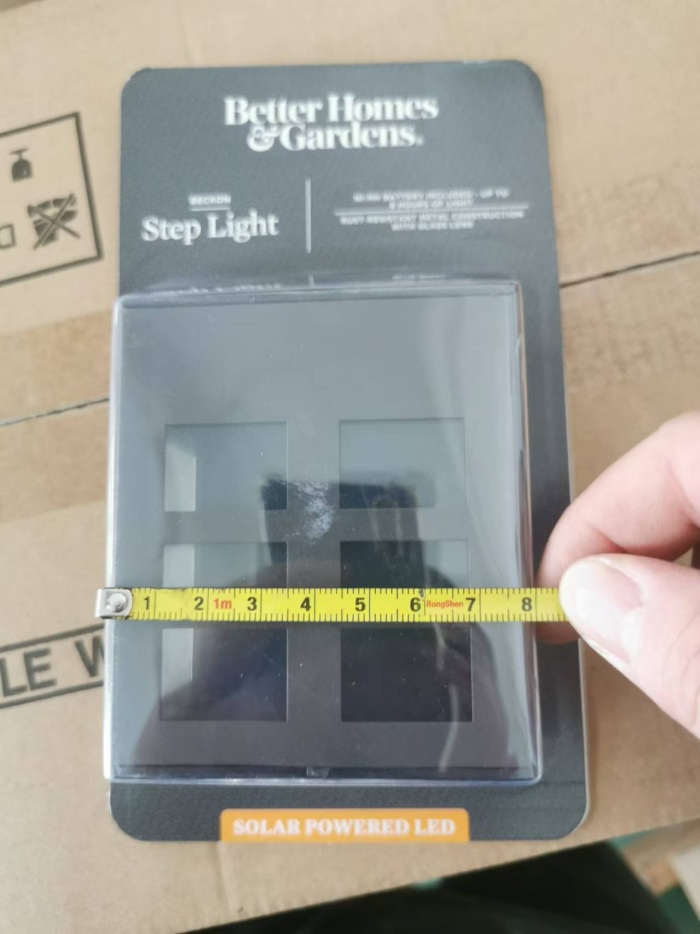 Better Homes
&Gardens®
BECKON
Step Light
NI-MH BATTERY INCLUDED - UP TO
8 HOURS OF LIGHT
RUST-RESISTANT METAL CONSTRUCTION
WITH GLASS LENS
1 2 1m 3 4 5 6 RongShen 7 8
LE W
SOLAR POWERED LED